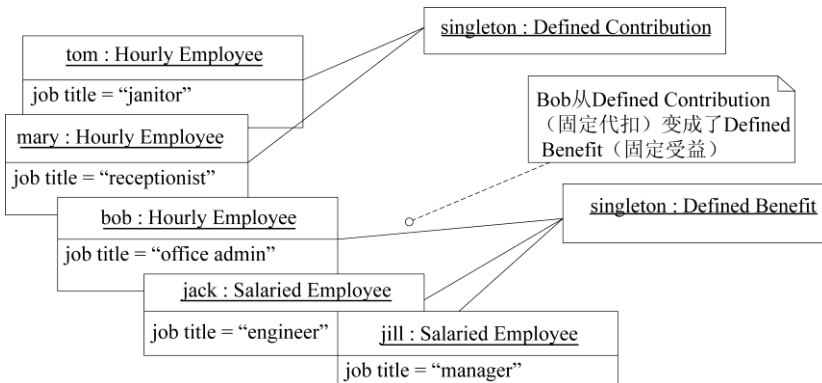 singleton : Defined Contribution
tom : Hourly Employee
job title = “janitor”
Bob从Defined Contribution
（固定代扣）变成了Defined
Benefit（固定受益）
mary : Hourly Employee
job title = “receptionist”
singleton : Defined Benefit
bob : Hourly Employee
job title = “office admin”
jack : Salaried Employee
job title = “engineer”
jill : Salaried Employee
job title = “manager”